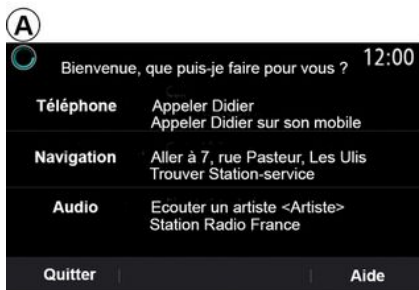 A
12:00
Bienvenue, que puis-je faire pour vous ?
Téléphone
Appeler Didier
Appeler Didier sur son mobile
Navigation
Aller à 7, rue Pasteur, Les Ulis
Trouver Station-service
Audio
Ecouter un artiste <Artiste>
Station Radio France
Quitter
Aide